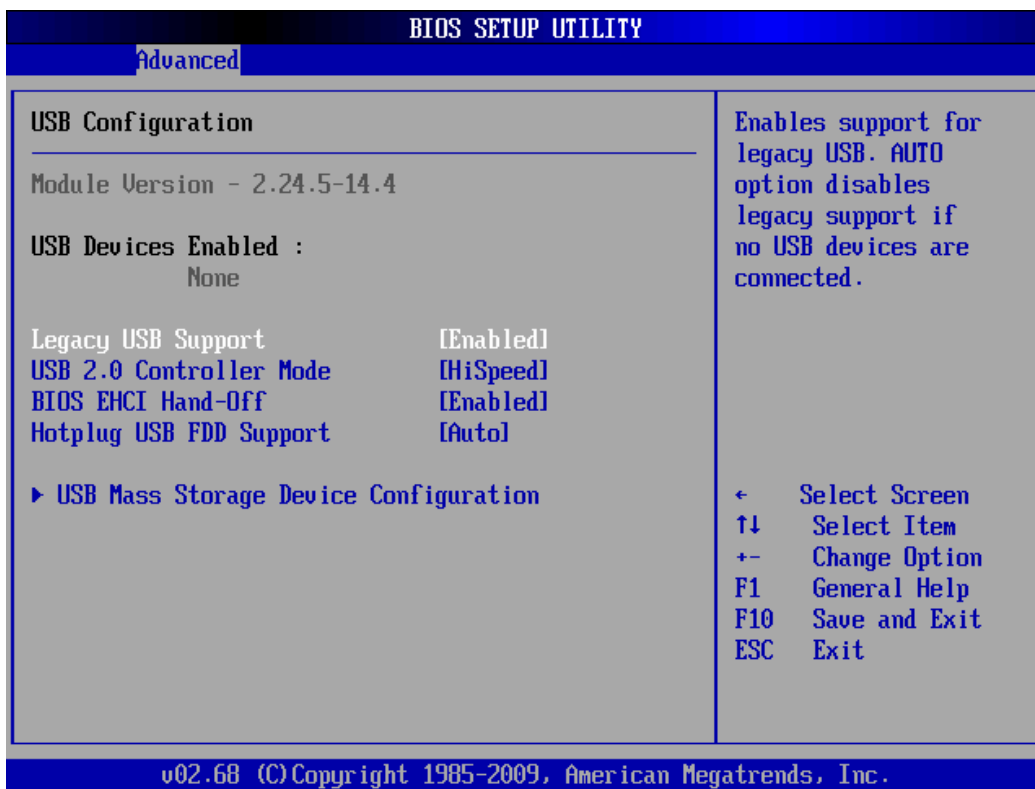 BIOS SETUP UTILITY
Advanced
USB Configuration
Module Version - 2.24.5-14.4
USB Devices Enabled :
None
Legacy USB Support [Enabled]
USB 2.0 Controller Mode [HiSpeed]
BIOS EHCI Hand-Off [Enabled]
Hotplug USB FDD Support [Auto]
▶ USB Mass Storage Device Configuration
Enables support for
legacy USB. AUTO
option disables
legacy support if
no USB devices are
connected.
← Select Screen
↑↓ Select Item
+- Change Option
F1 General Help
F10 Save and Exit
ESC Exit
v02.68 (C)Copyright 1985-2009, American Megatrends, Inc.